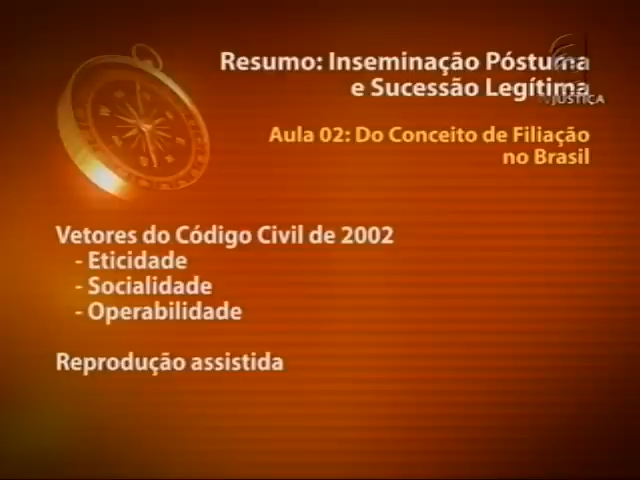 Resumo: Inseminação Póstuma
e Sucessão Legítima
JUSTIÇA
Aula 02: Do Conceito de Filiação
no Brasil
Vetores do Código Civil de 2002
- Eticidade
- Socialidade
- Operabilidade
Reprodução assistida